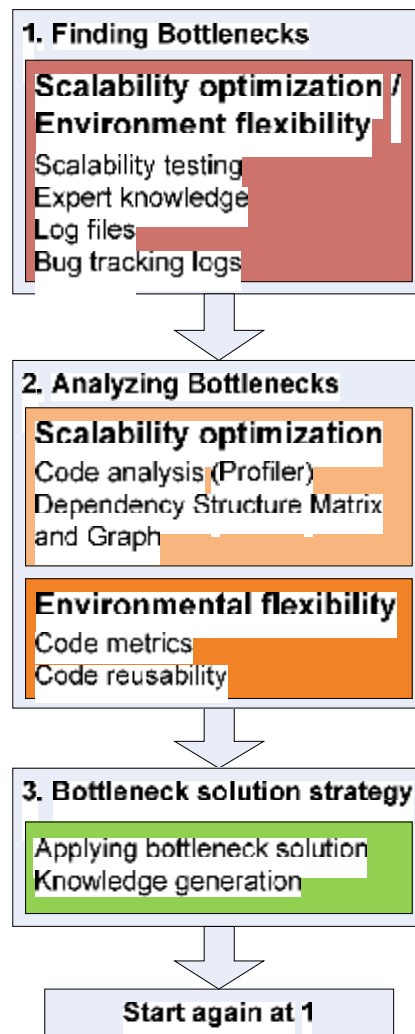 1. Finding Bottlenecks
Scalability optimization /
Environment flexibility
Scalability testing
Expert knowledge
Log files
Bug tracking logs
2. Analyzing Bottlenecks
Scalability optimization
Code analysis (Profiler)
Dependency Structure Matrix
and Graph
Environmental flexibility
Code metrics
Code reusability
3. Bottleneck solution strategy
Applying bottleneck solution
Knowledge generation
Start again at 1